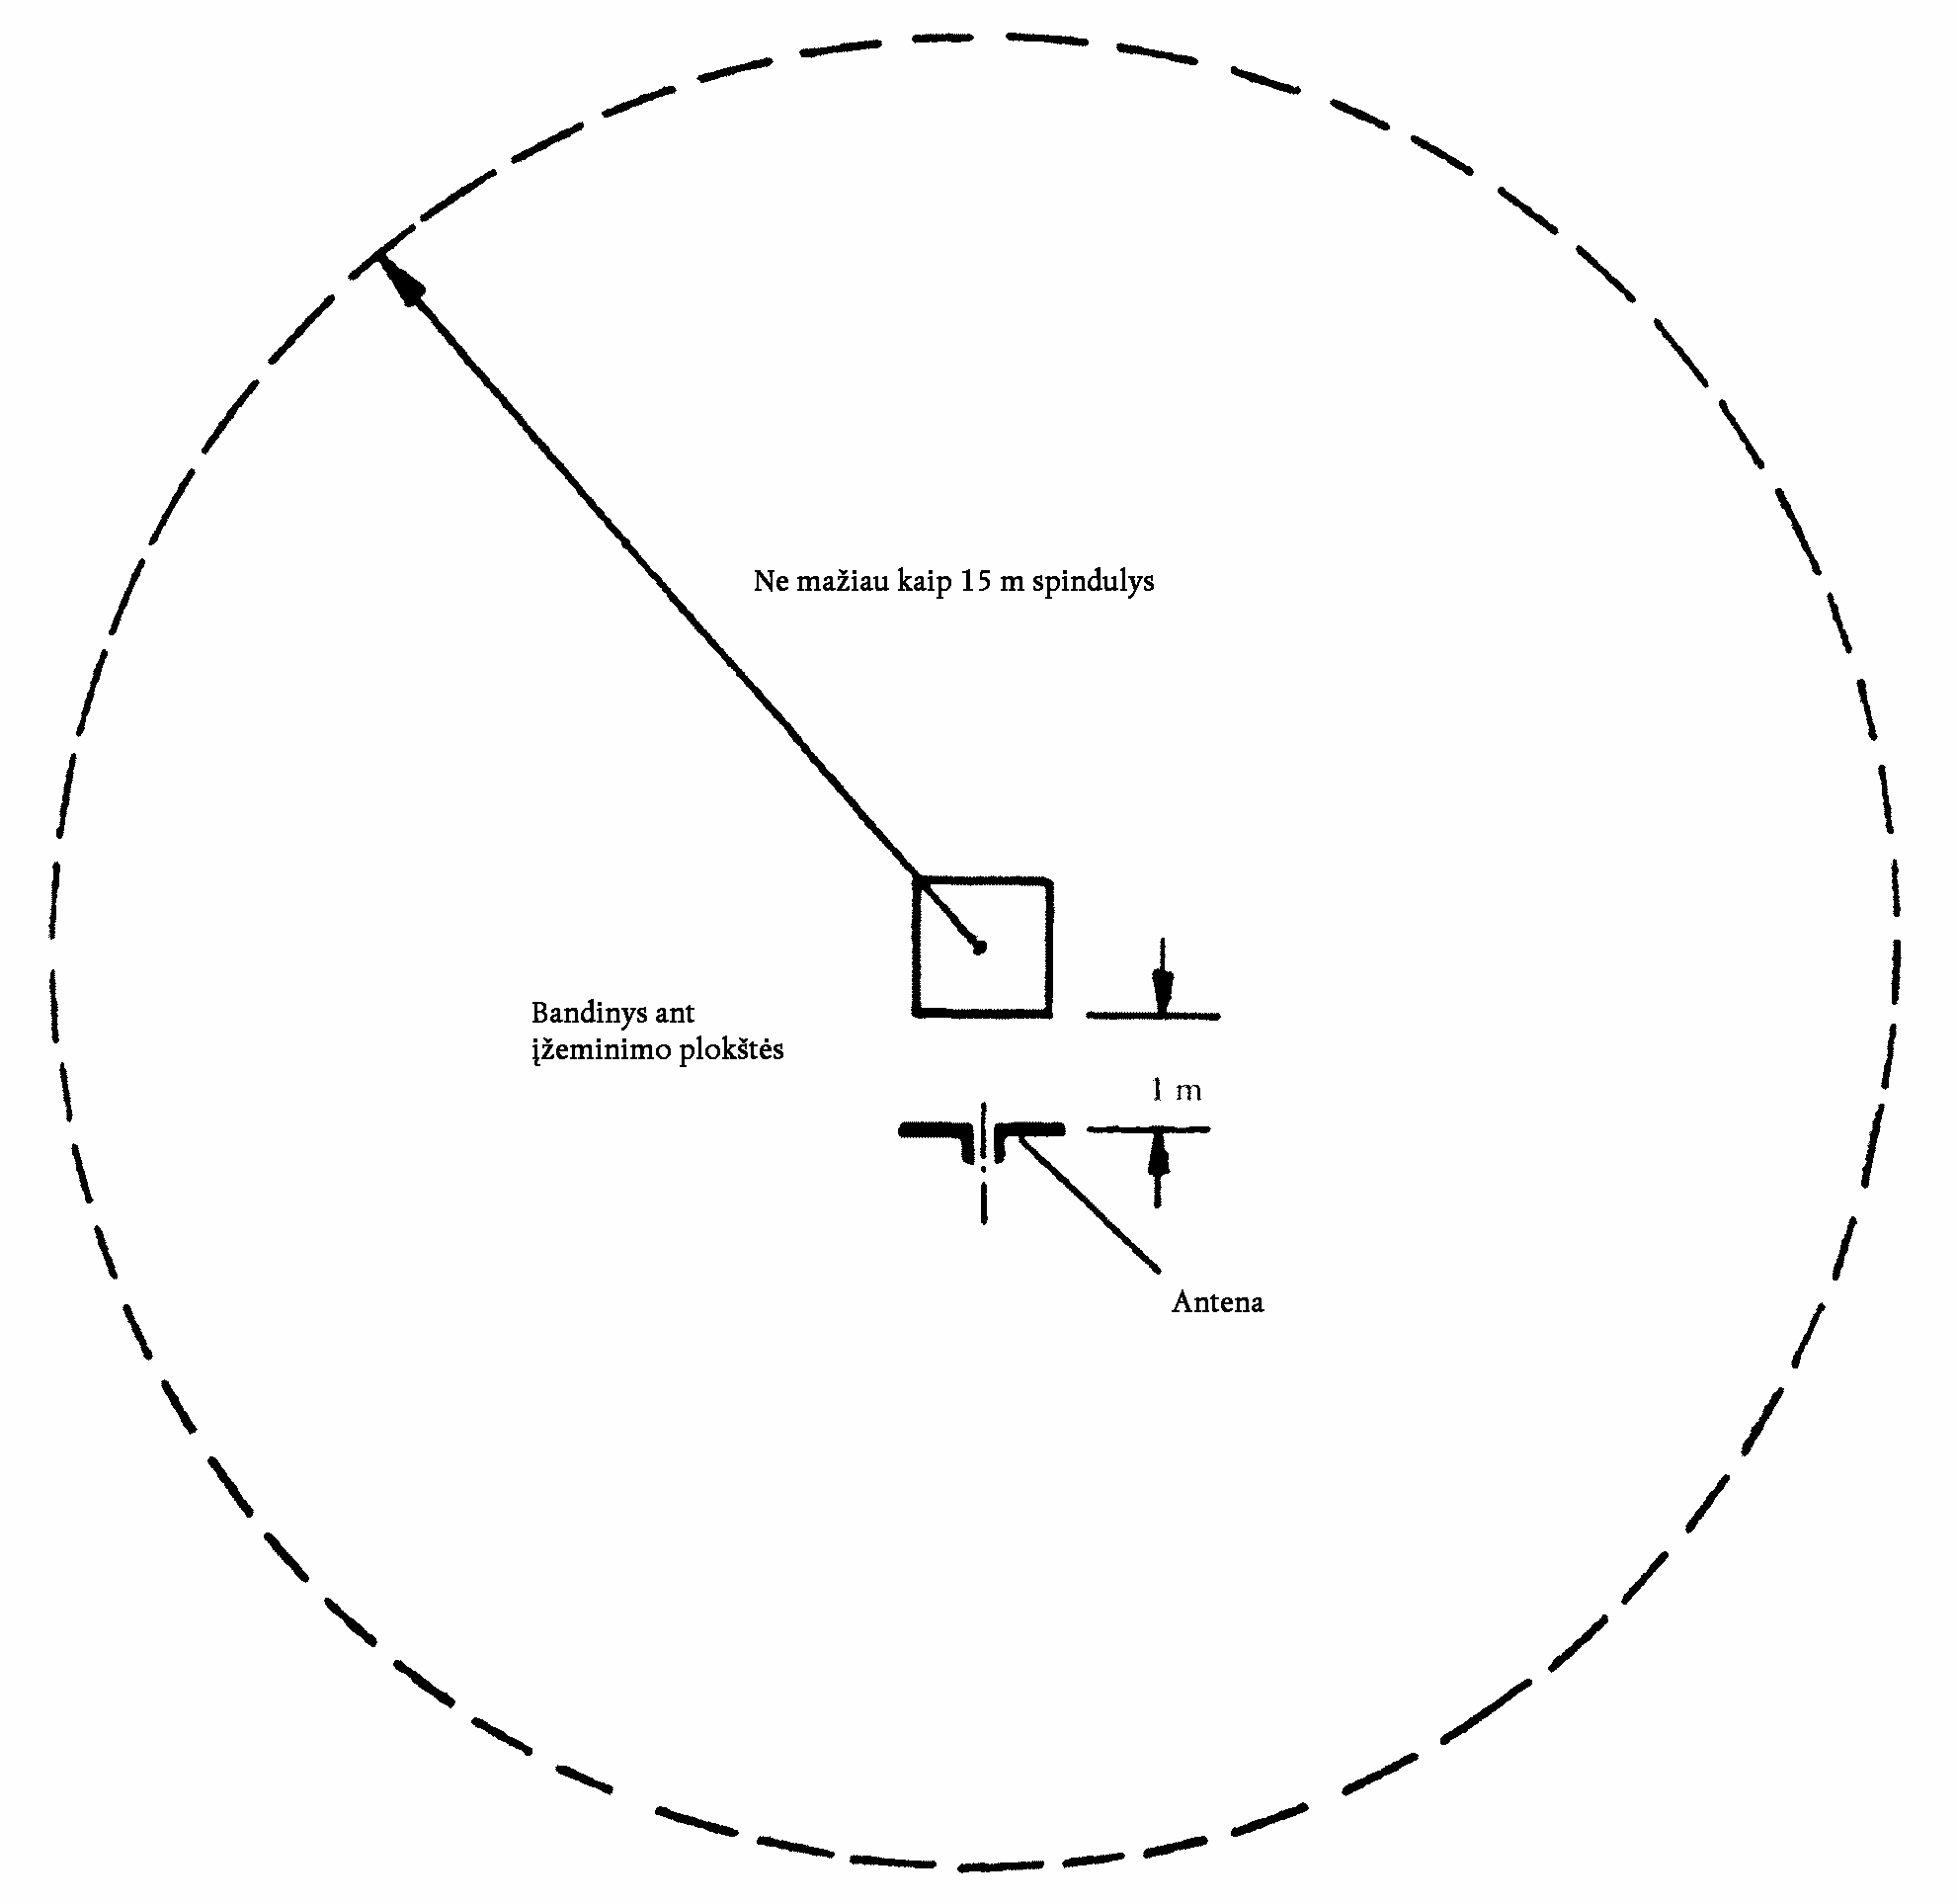 Ne mažiau kaip 15 m spindulys
Bandinys ant
įžeminimo plokštės
1 m
Antena